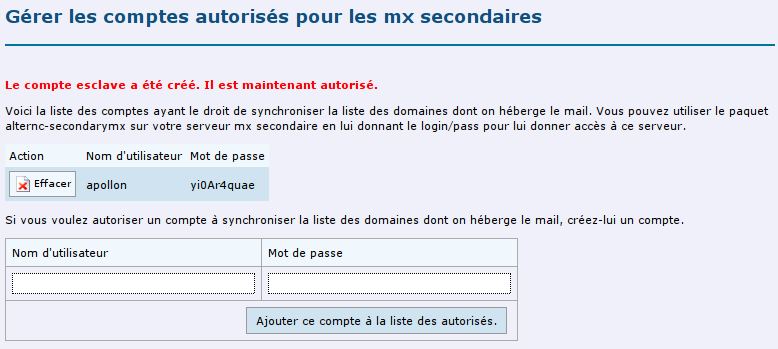 Gérer les comptes autorisés pour les mx secondaires
Le compte esclave a été créé. Il est maintenant autorisé.
Voici la liste des comptes ayant le droit de synchroniser la liste des domaines dont on héberge le mail. Vous pouvez utiliser le paquet
alternc-secondarymx sur votre serveur mx secondaire en lui donnant le login/pass pour lui donner accès à ce serveur.
Action Nom d'utilisateur Mot de passe
Effacer apollon yi0Ar4quae
Si vous voulez autoriser un compte à synchroniser la liste des domaines dont on héberge le mail, créez-lui un compte.
Nom d'utilisateur Mot de passe
Ajouter ce compte à la liste des autorisés.